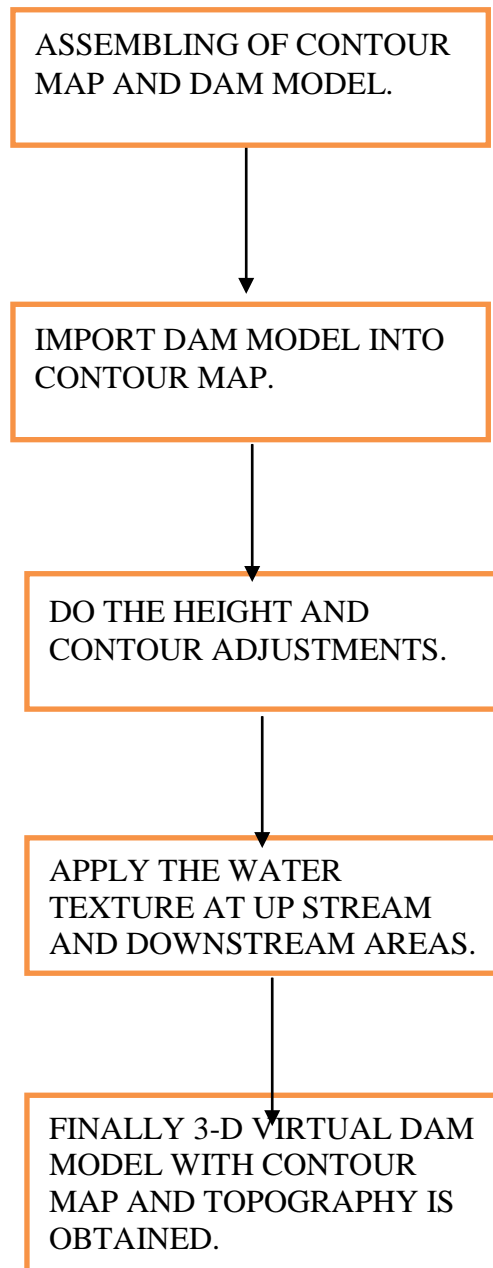 ASSEMBLING OF CONTOUR
MAP AND DAM MODEL.
IMPORT DAM MODEL INTO
CONTOUR MAP.
DO THE HEIGHT AND
CONTOUR ADJUSTMENTS.
APPLY THE WATER
TEXTURE AT UP STREAM
AND DOWNSTREAM AREAS.
FINALLY 3-D VIRTUAL DAM
MODEL WITH CONTOUR
MAP AND TOPOGRAPHY IS
OBTAINED.